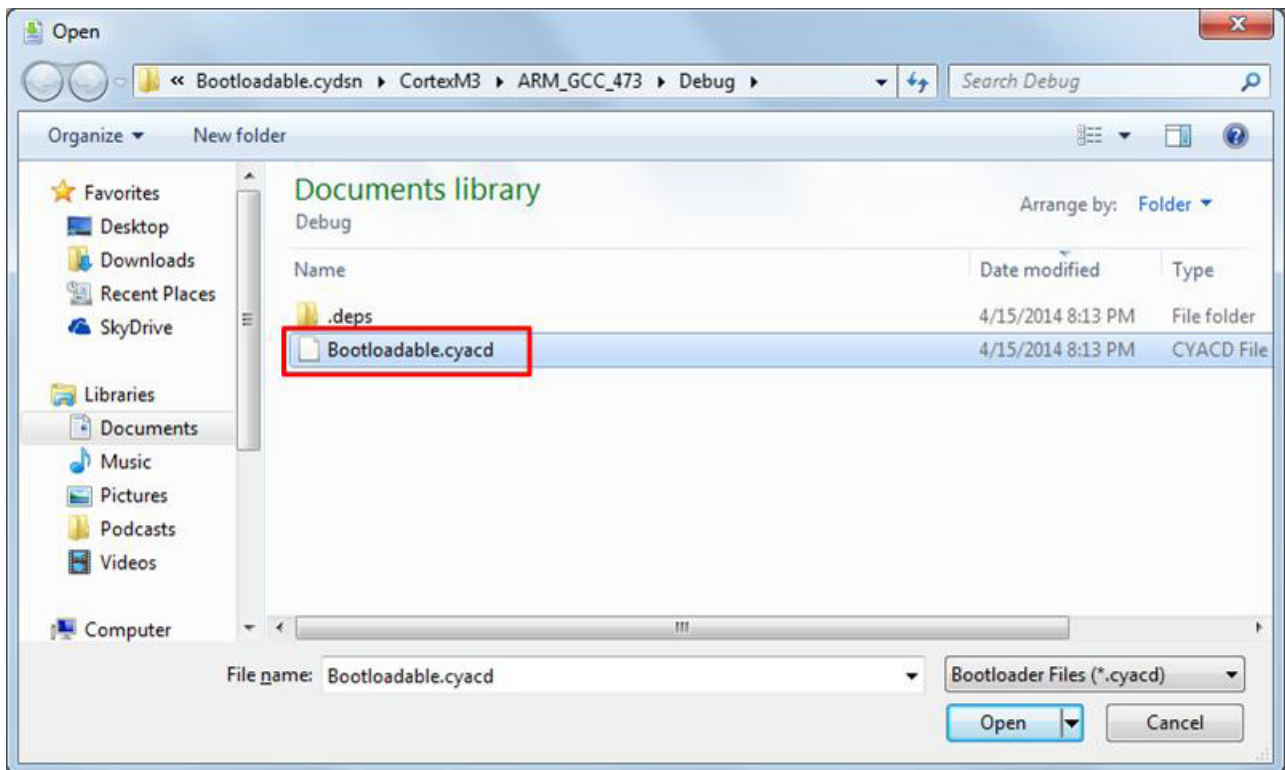 Open
« Bootloadable.cydsn ▸ CortexM3 ▸ ARM_GCC_473 ▸ Debug ▸ Search Debug
Organize New folder
Favorites
Desktop
Downloads
Recent Places
SkyDrive
Libraries
Documents
Music
Pictures
Podcasts
Videos
Computer
Documents library
Debug
Arrange by: Folder
Name Date modified Type
.deps 4/15/2014 8:13 PM File folder
Bootloadable.cyacd 4/15/2014 8:13 PM CYACD File
File name: Bootloadable.cyacd Bootloader Files (*.cyacd)
Open Cancel